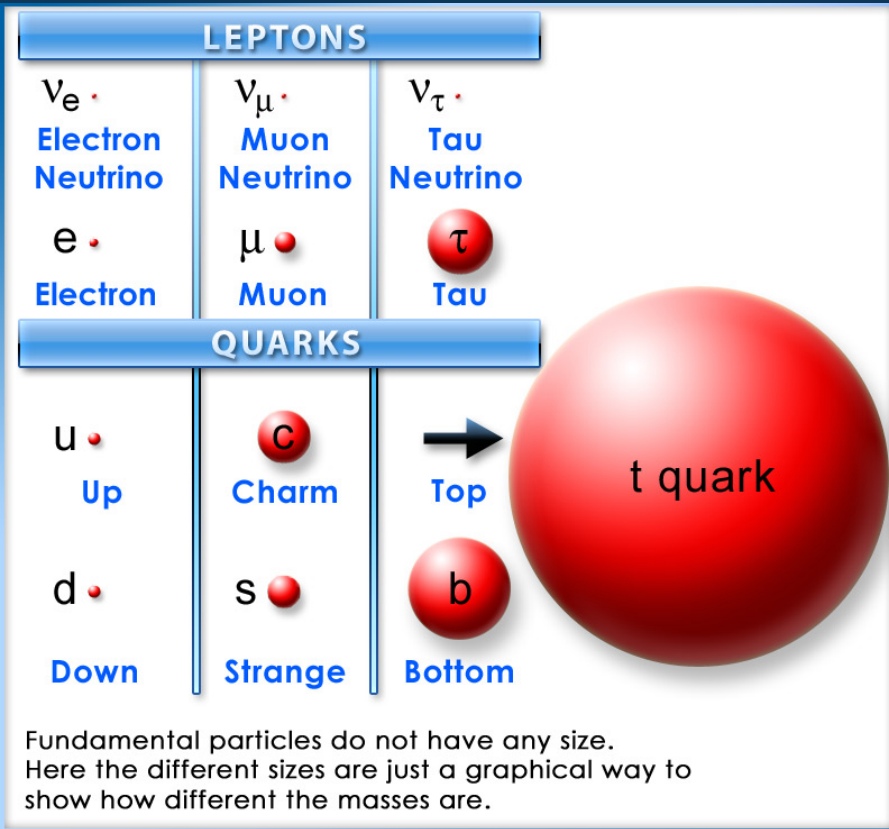 LEPTONS
νe νμ ντ
Electron Neutrino Muon Neutrino Tau Neutrino
e μ τ
Electron Muon Tau
QUARKS
u c t quark
Up Charm Top
d s b
Down Strange Bottom
Fundamental particles do not have any size.
Here the different sizes are just a graphical way to
show how different the masses are.